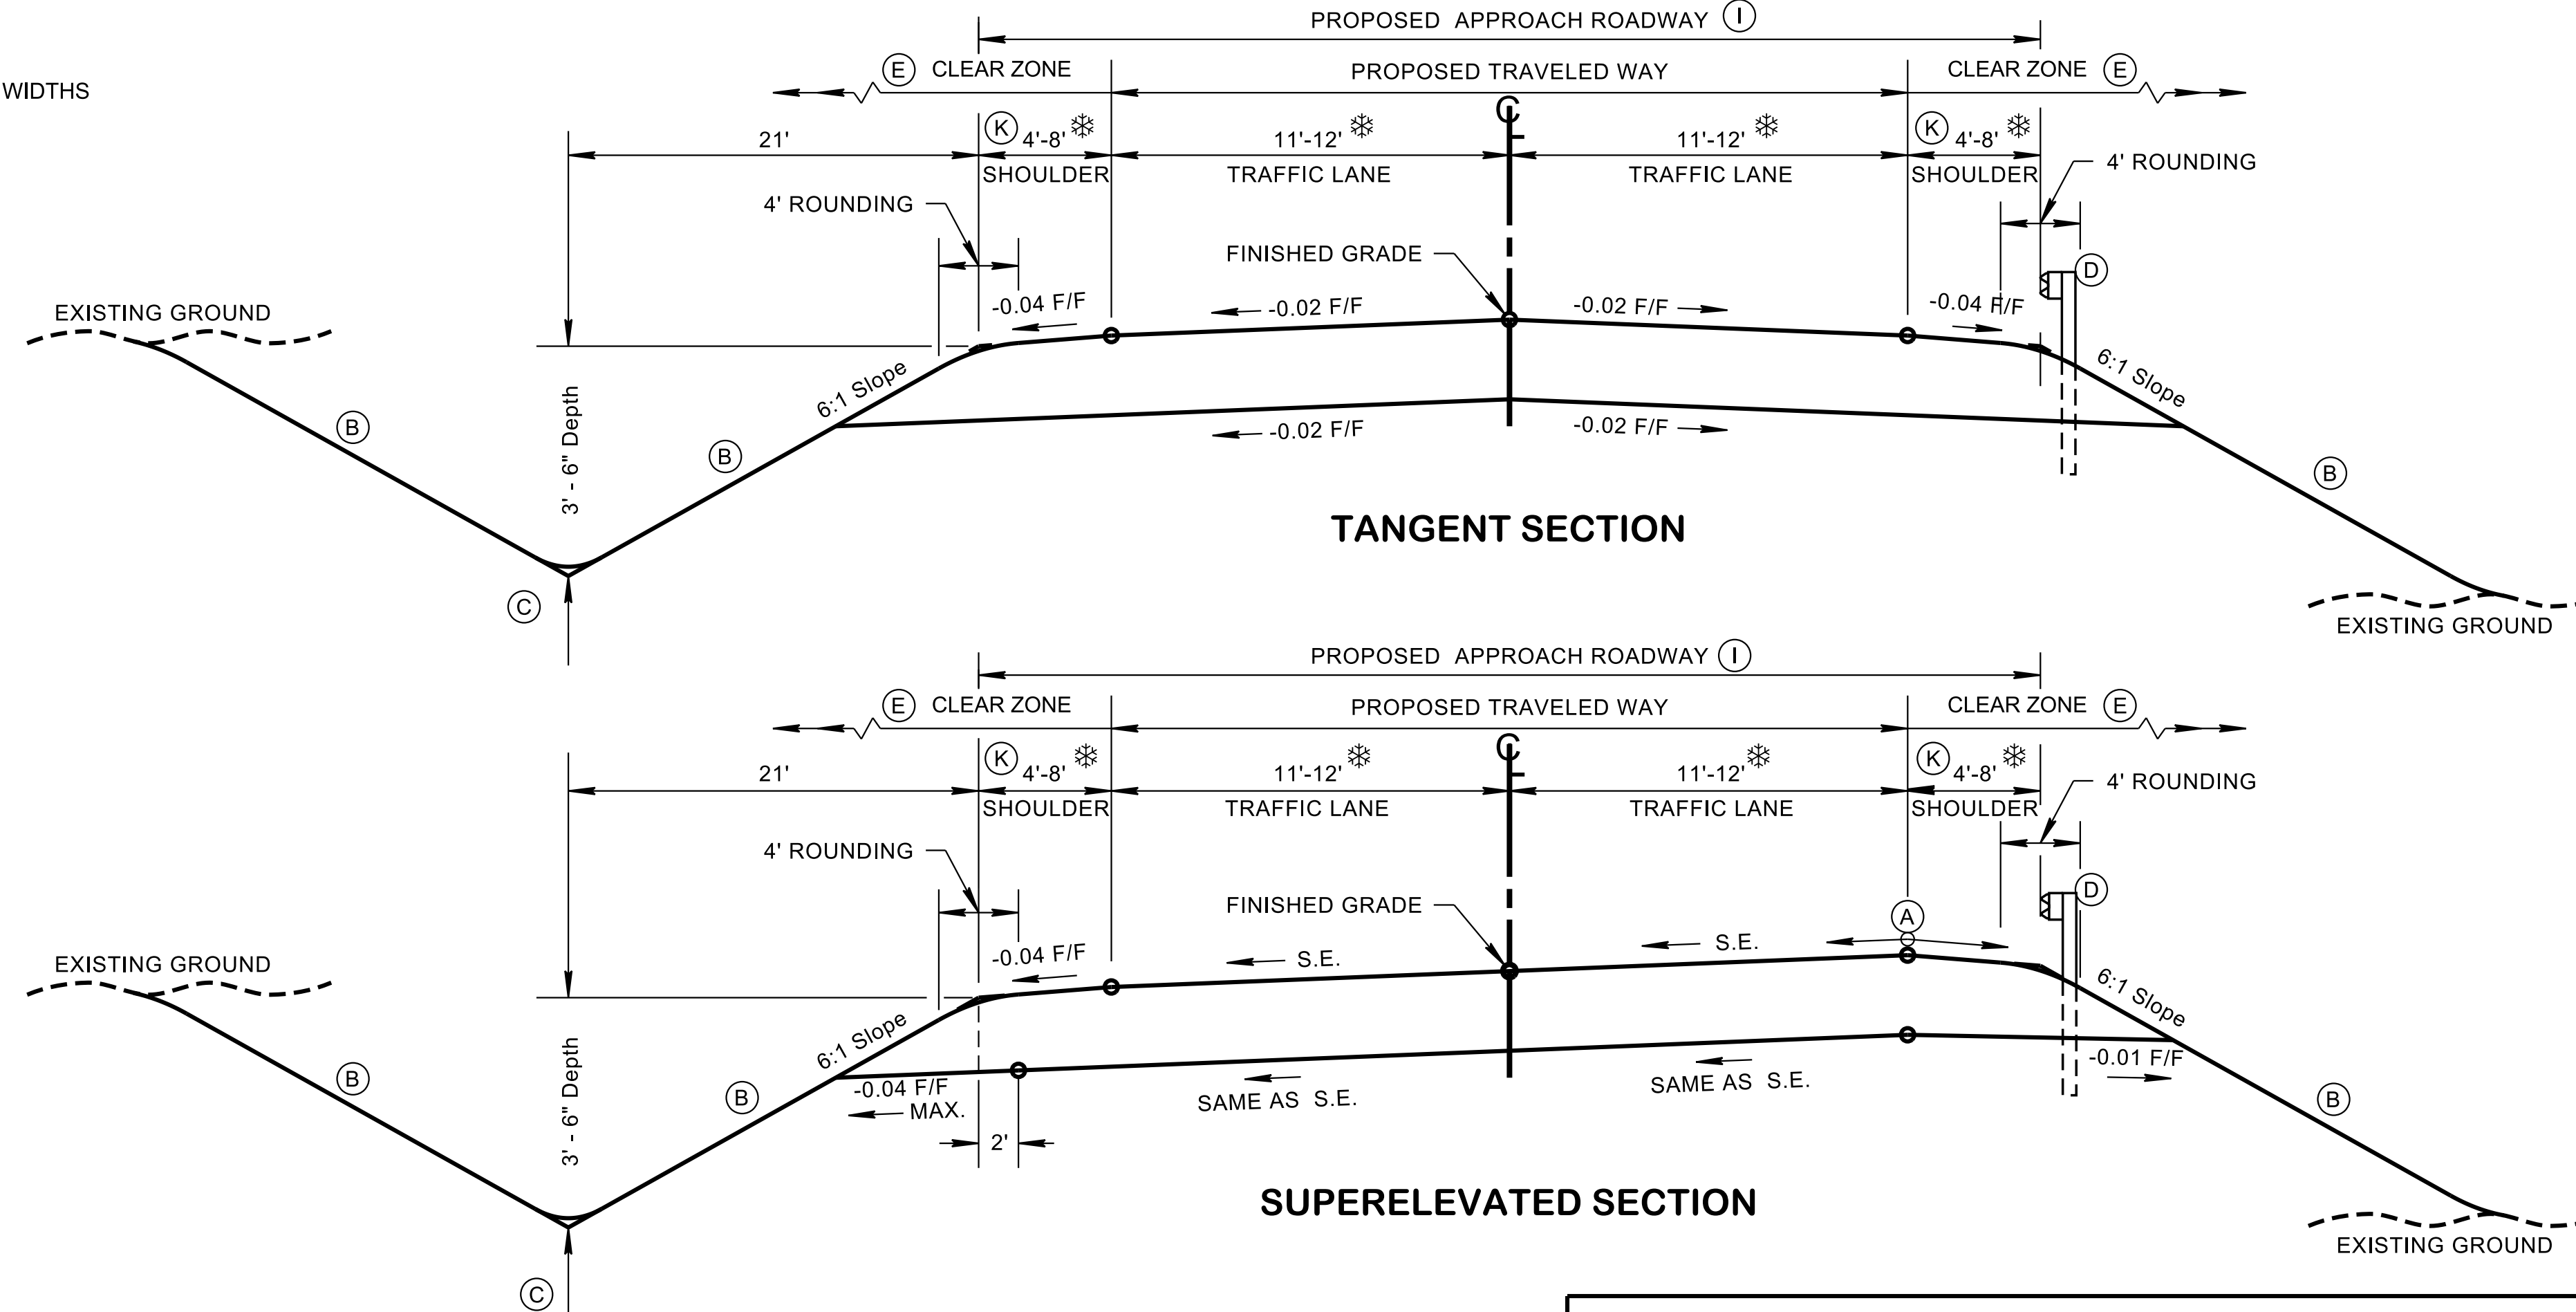 PROPOSED APPROACH ROADWAY I
E CLEAR ZONE
PROPOSED TRAVELED WAY
CLEAR ZONE E
WIDTHS
21'
K 4'-8'
11'-12'
CL
11'-12'
K 4'-8'
SHOULDER
TRAFFIC LANE
TRAFFIC LANE
SHOULDER
4' ROUNDING
4' ROUNDING
FINISHED GRADE
D
EXISTING GROUND
-0.04 F/F
-0.02 F/F
-0.02 F/F
-0.04 F/F
6:1 Slope
6:1 Slope
3' - 6" Depth
B
B
-0.02 F/F
-0.02 F/F
B
TANGENT SECTION
C
EXISTING GROUND
PROPOSED APPROACH ROADWAY I
E CLEAR ZONE
PROPOSED TRAVELED WAY
CLEAR ZONE E
21'
K 4'-8'
11'-12'
CL
11'-12'
K 4'-8'
SHOULDER
TRAFFIC LANE
TRAFFIC LANE
SHOULDER
4' ROUNDING
4' ROUNDING
FINISHED GRADE
A
D
EXISTING GROUND
-0.04 F/F
S.E.
S.E.
6:1 Slope
6:1 Slope
3' - 6" Depth
B
B
-0.04 F/F
MAX.
SAME AS S.E.
SAME AS S.E.
-0.01 F/F
B
2'
SUPERELEVATED SECTION
EXISTING GROUND
C